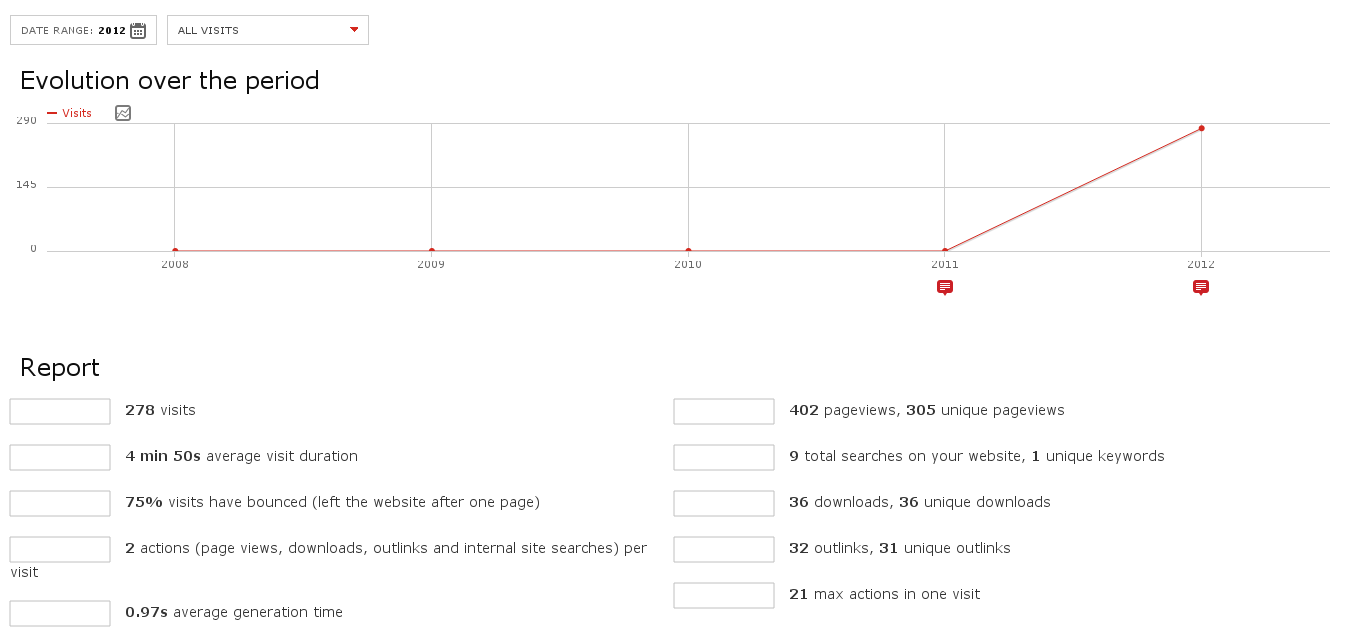 DATE RANGE: 2012
ALL VISITS
Evolution over the period
Visits
290
145
0
2008 2009 2010 2011 2012
Report
278 visits
4 min 50s average visit duration
75% visits have bounced (left the website after one page)
2 actions (page views, downloads, outlinks and internal site searches) per
visit
0.97s average generation time
402 pageviews, 305 unique pageviews
9 total searches on your website, 1 unique keywords
36 downloads, 36 unique downloads
32 outlinks, 31 unique outlinks
21 max actions in one visit